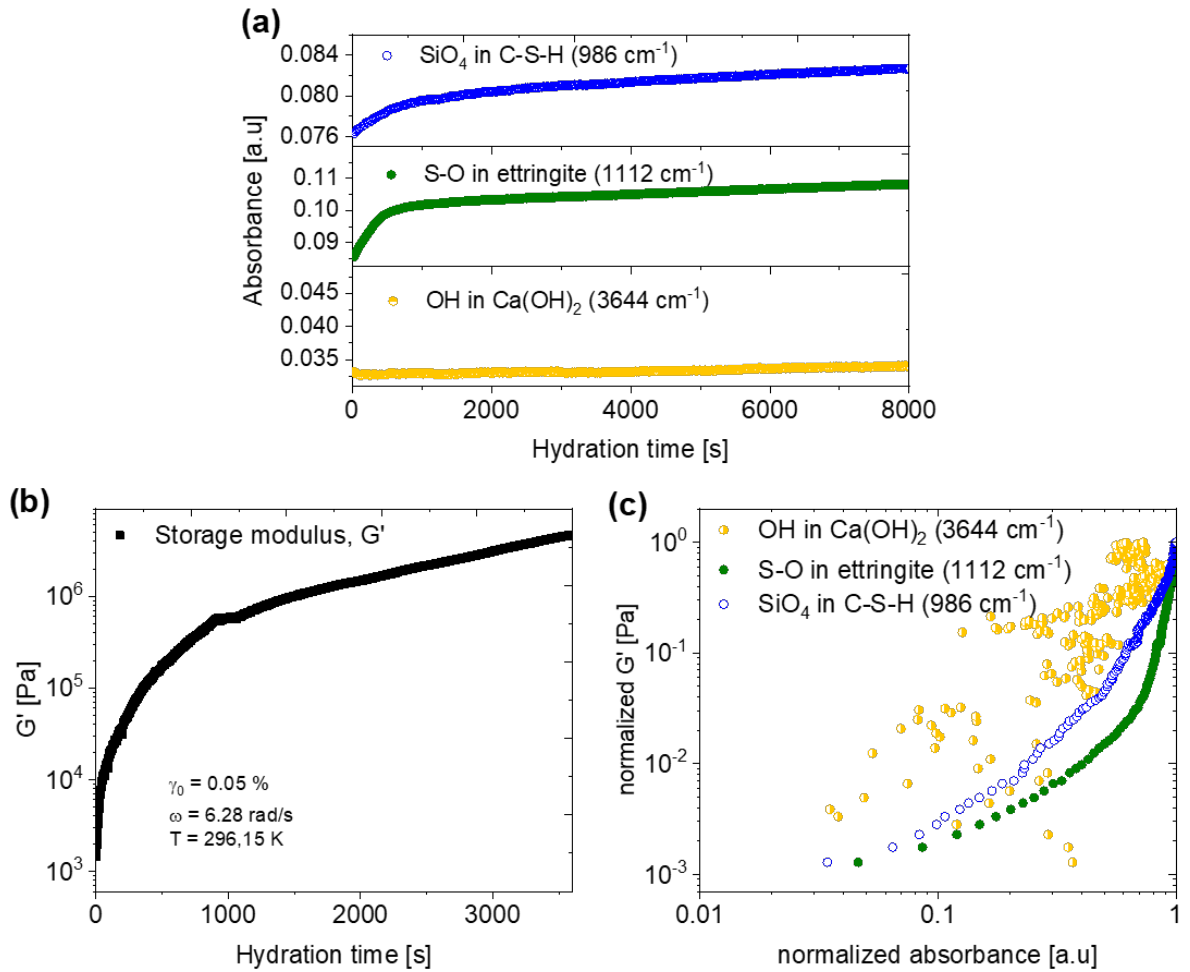 (a)
SiO₄ in C-S-H (986 cm⁻¹)
0.084
0.080
0.076
S-O in ettringite (1112 cm⁻¹)
0.11
0.10
0.09
OH in Ca(OH)₂ (3644 cm⁻¹)
0.045
0.040
0.035
Absorbance [a.u]
0 2000 4000 6000 8000
Hydration time [s]
(b)
Storage modulus, G'
10⁶
10⁵
10⁴
10³
G' [Pa]
γ₀ = 0.05 %
ω = 6.28 rad/s
T = 296,15 K
0 1000 2000 3000
Hydration time [s]
(c)
OH in Ca(OH)₂ (3644 cm⁻¹)
S-O in ettringite (1112 cm⁻¹)
SiO₄ in C-S-H (986 cm⁻¹)
10⁰
10⁻¹
10⁻²
10⁻³
normalized G' [Pa]
0.01 0.1 1
normalized absorbance [a.u]